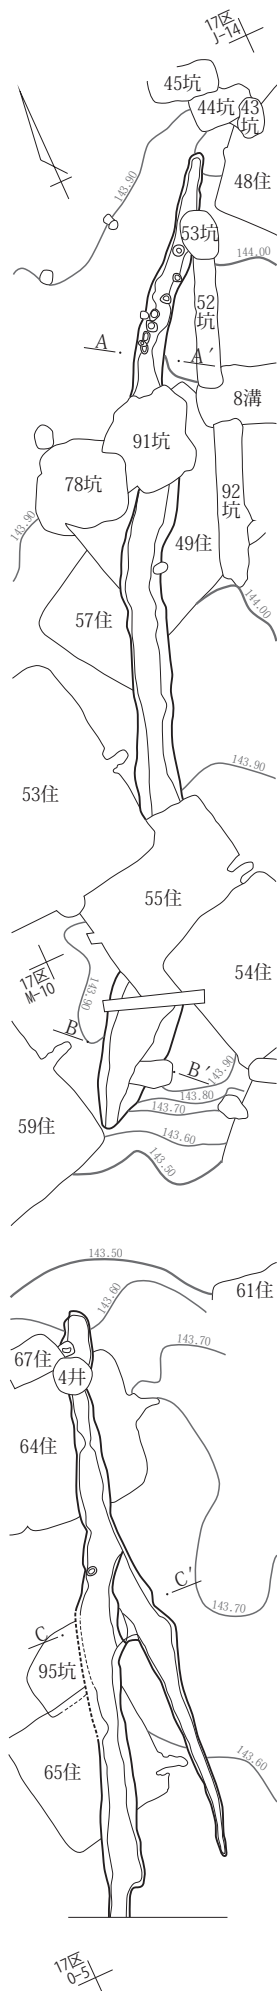 17区
J-14
45坑
44坑
43
坑
143.90
48住
53坑
144.00
52
坑
A
A′
8溝
91坑
78坑
92
坑
143.90
49住
144.00
57住
143.90
53住
55住
54住
17区
M-10
143.90
B
B′
143.90
143.80
143.70
59住
143.60
143.50
143.50
61住
143.60
143.70
67住
4井
64住
C′
143.70
C
95坑
143.60
65住
17区
O-5